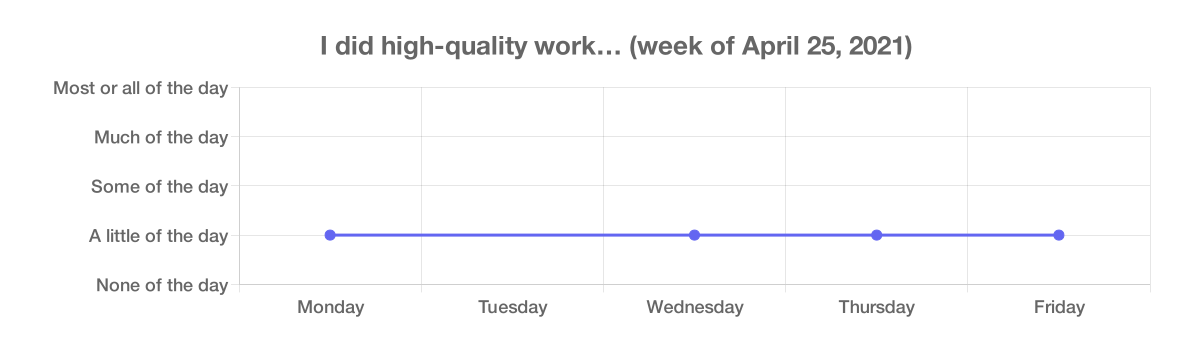 I did high-quality work… (week of April 25, 2021)
Most or all of the day
Much of the day
Some of the day
A little of the day
None of the day
Monday Tuesday Wednesday Thursday Friday